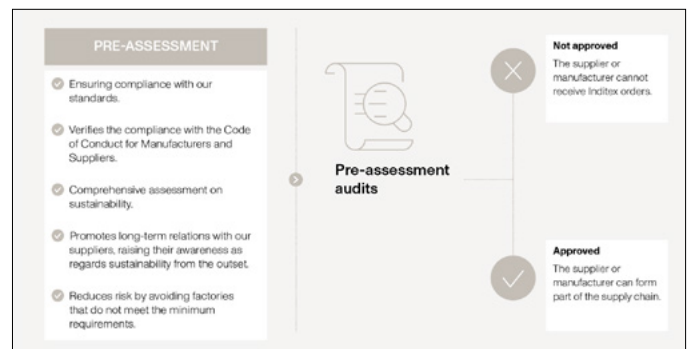 PRE-ASSESSMENT
Ensuring compliance with our
standards.
Verifies the compliance with the Code
of Conduct for Manufacturers and
Suppliers.
Comprehensive assessment on
sustainability.
Promotes long-term relations with our
suppliers, raising their awareness as
regards sustainability from the outset.
Reduces risk by avoiding factories
that do not meet the minimum
requirements.
Pre-assessment
audits
Not approved
The supplier or
manufacturer cannot
receive Inditex orders.
Approved
The supplier or
manufacturer can form
part of the supply chain.